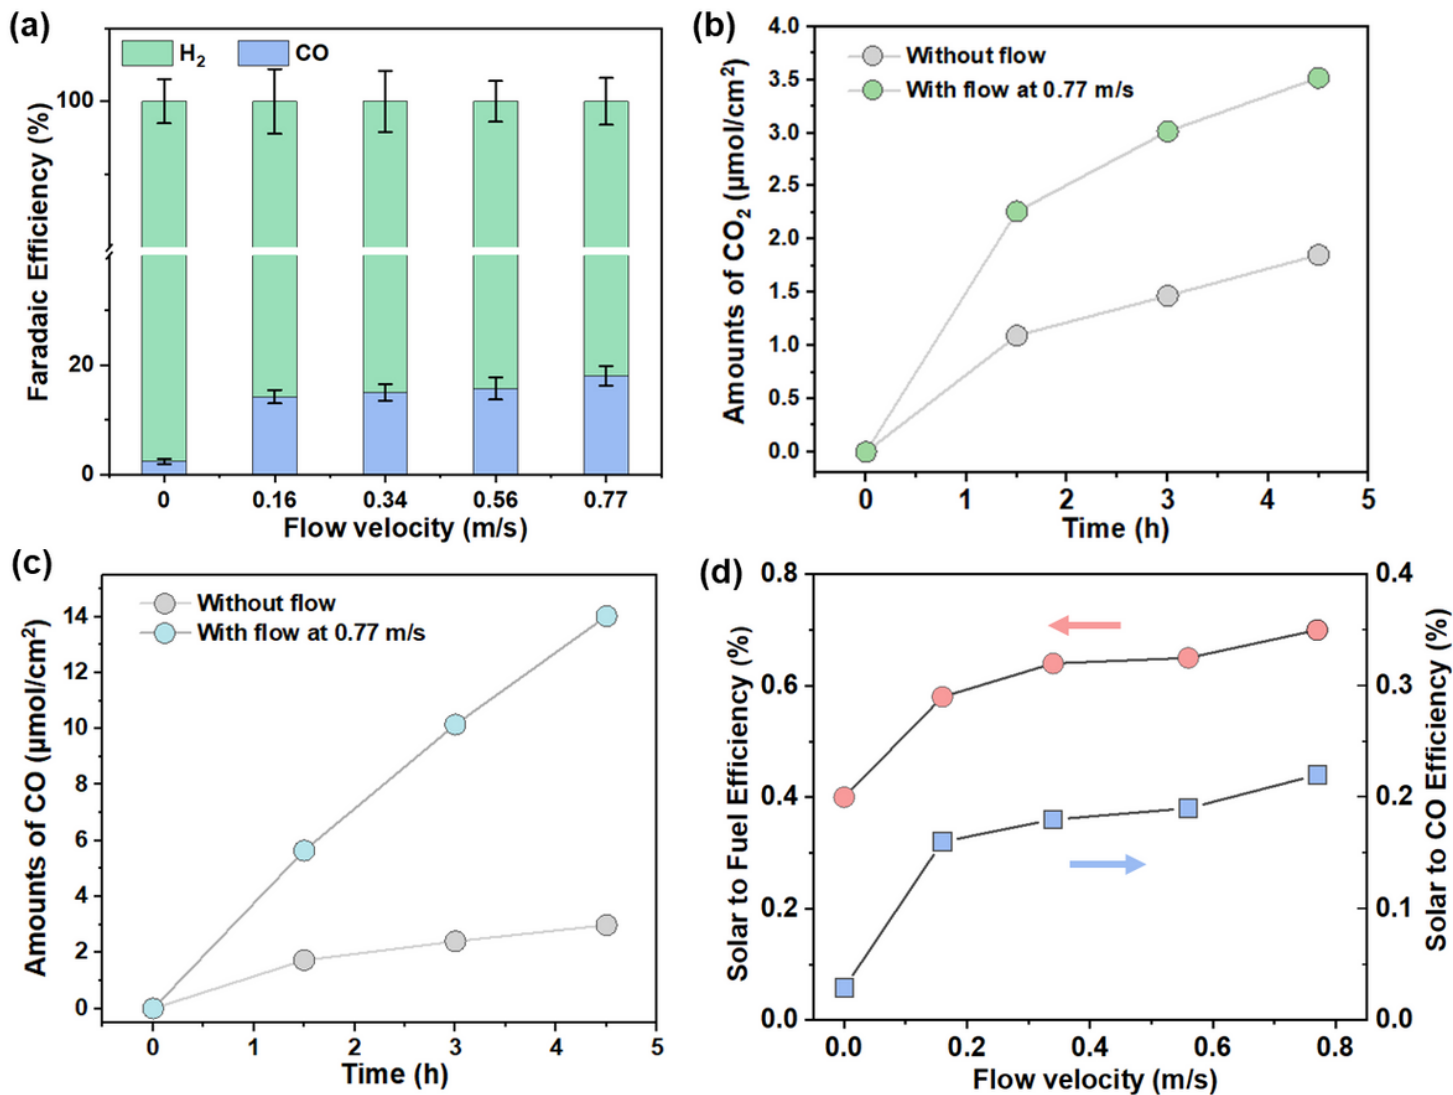 (a)
H₂ CO
Faradaic Efficiency (%)
100
20
0
0 0.16 0.34 0.56 0.77
Flow velocity (m/s)
(b)
Without flow
With flow at 0.77 m/s
Amounts of CO₂ (μmol/cm²)
4.0
3.5
3.0
2.5
2.0
1.5
1.0
0.5
0.0
0 1 2 3 4 5
Time (h)
(c)
Without flow
With flow at 0.77 m/s
Amounts of CO (μmol/cm²)
14
12
10
8
6
4
2
0
0 1 2 3 4 5
Time (h)
(d)
Solar to Fuel Efficiency (%)
0.8
0.6
0.4
0.2
0.0
0.4
0.3
0.2
0.1
0.0
Solar to CO Efficiency (%)
0.0 0.2 0.4 0.6 0.8
Flow velocity (m/s)